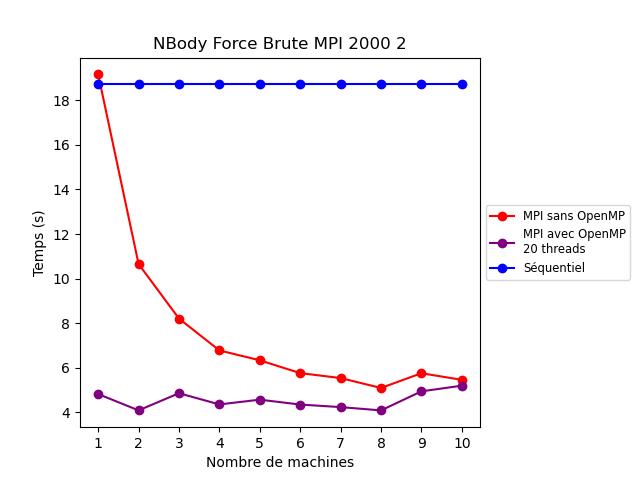 NBody Force Brute MPI 2000 2
Temps (s)
18
16
14
12
10
8
6
4
1 2 3 4 5 6 7 8 9 10
Nombre de machines
MPI sans OpenMP
MPI avec OpenMP
20 threads
Séquentiel